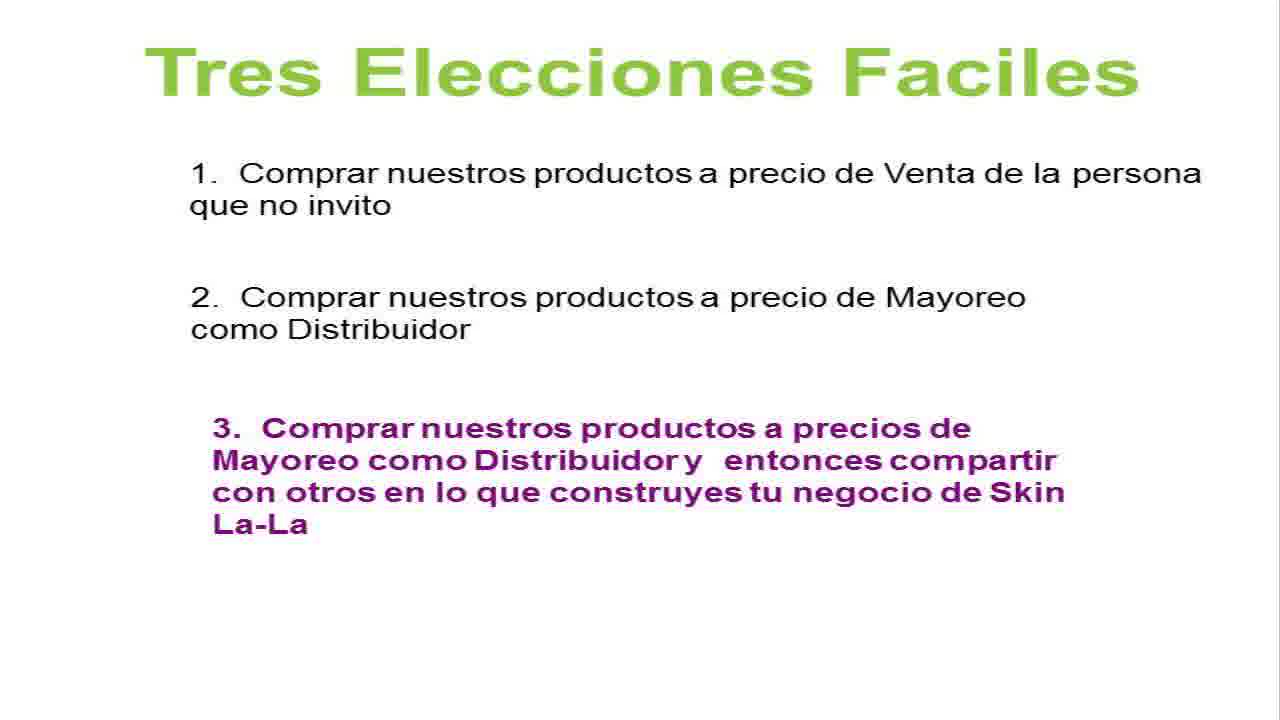 Tres Elecciones Faciles
1. Comprar nuestros productos a precio de Venta de la persona
que no invito
2. Comprar nuestros productos a precio de Mayoreo
como Distribuidor
3. Comprar nuestros productos a precios de
Mayoreo como Distribuidor y entonces compartir
con otros en lo que construyes tu negocio de Skin
La-La